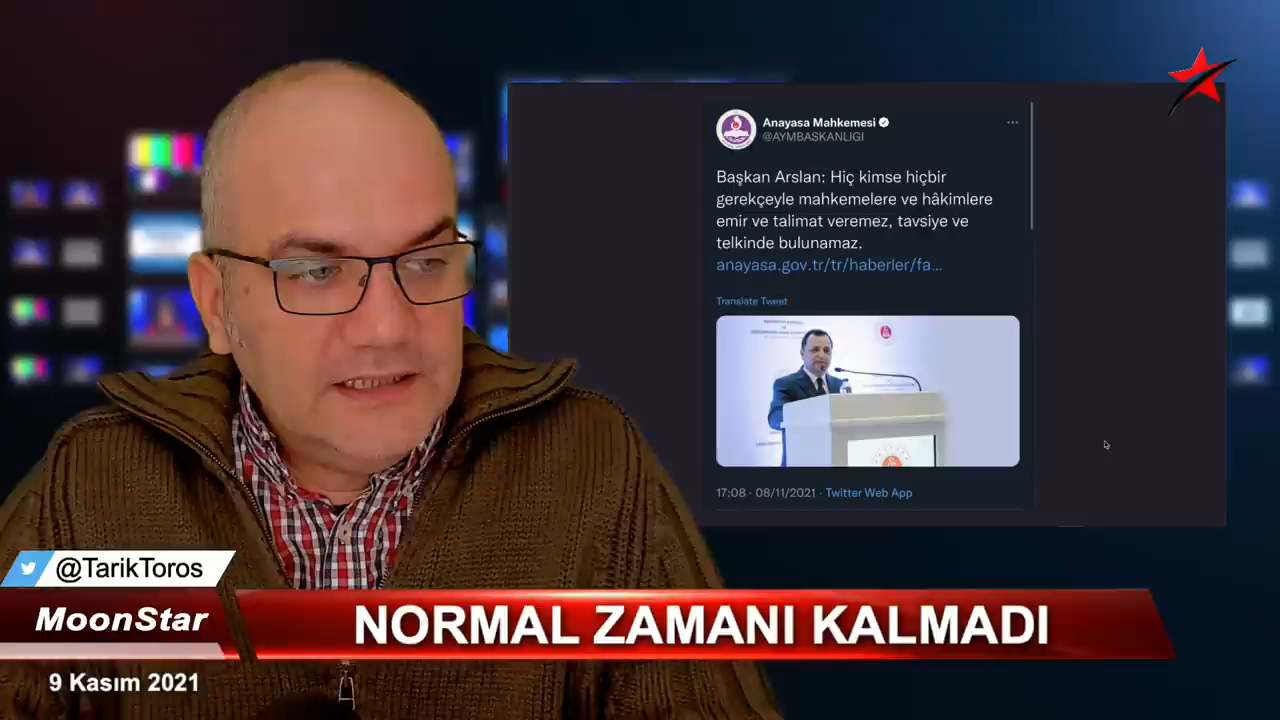 Anayasa Mahkemesi
@AYMBASKANLIGI
Başkan Arslan: Hiç kimse hiçbir
gerekçeyle mahkemelere ve hâkimlere
emir ve talimat veremez, tavsiye ve
telkinde bulunamaz.
anayasa.gov.tr/tr/haberler/fa...
Translate Tweet
17:08 · 08/11/2021 · Twitter Web App
@TarikToros
MoonStar
NORMAL ZAMANI KALMADI
9 Kasım 2021